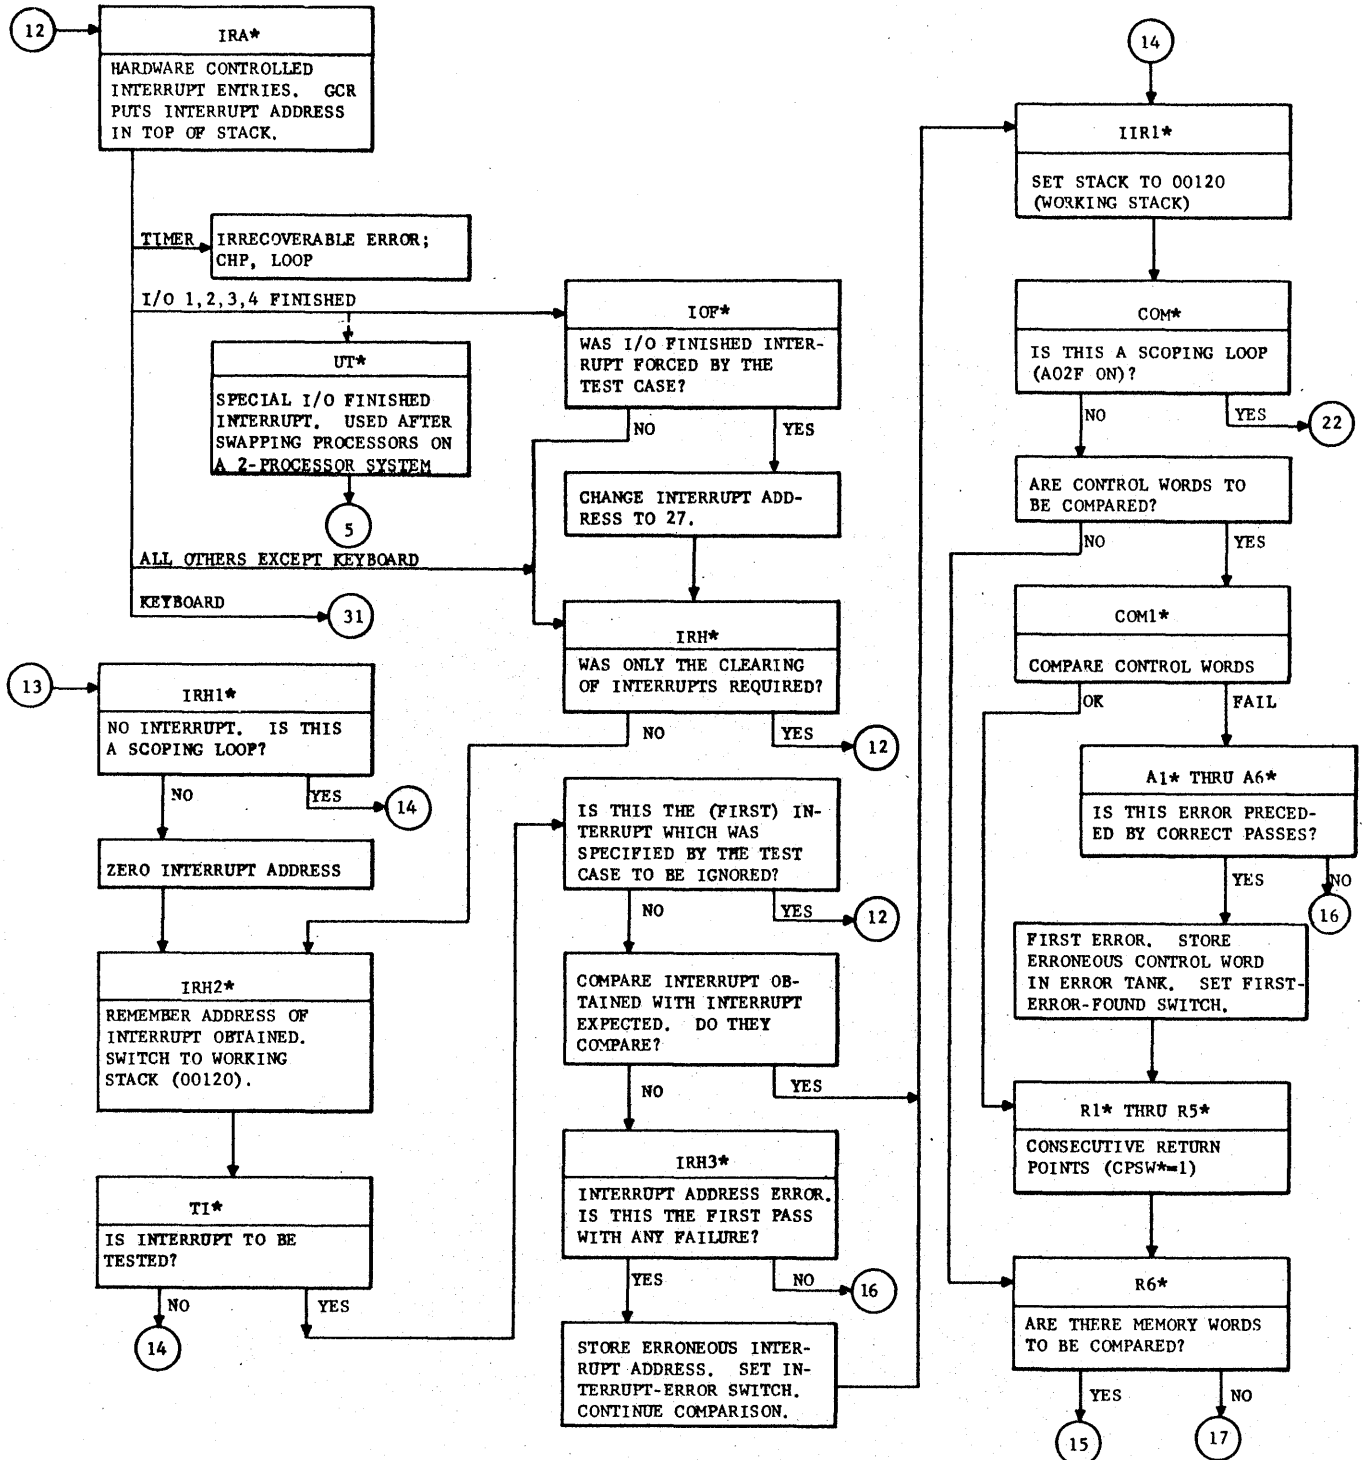 12
IRA*
HARDWARE CONTROLLED
INTERRUPT ENTRIES. GCR
PUTS INTERRUPT ADDRESS
IN TOP OF STACK.
TIMER
IRRECOVERABLE ERROR;
CHP, LOOP
I/O 1,2,3,4 FINISHED
UT*
SPECIAL I/O FINISHED
INTERRUPT. USED AFTER
SWAPPING PROCESSORS ON
A 2-PROCESSOR SYSTEM
5
ALL OTHERS EXCEPT KEYBOARD
KEYBOARD
31
13
IRH1*
NO INTERRUPT. IS THIS
A SCOPING LOOP?
NO
YES
14
ZERO INTERRUPT ADDRESS
IRH2*
REMEMBER ADDRESS OF
INTERRUPT OBTAINED.
SWITCH TO WORKING
STACK (00120).
TI*
IS INTERRUPT TO BE
TESTED?
NO
YES
14
IOF*
WAS I/O FINISHED INTER-
RUPT FORCED BY THE
TEST CASE?
NO
YES
CHANGE INTERRUPT ADD-
RESS TO 27.
IRH*
WAS ONLY THE CLEARING
OF INTERRUPTS REQUIRED?
NO
YES
12
IS THIS THE (FIRST) IN-
TERRUPT WHICH WAS
SPECIFIED BY THE TEST
CASE TO BE IGNORED?
NO
YES
12
COMPARE INTERRUPT OB-
TAINED WITH INTERRUPT
EXPECTED. DO THEY
COMPARE?
NO
YES
IRH3*
INTERRUPT ADDRESS ERROR.
IS THIS THE FIRST PASS
WITH ANY FAILURE?
YES
NO
16
STORE ERRONEOUS INTER-
RUPT ADDRESS. SET IN-
TERRUPT-ERROR SWITCH.
CONTINUE COMPARISON.
14
IIR1*
SET STACK TO 00120
(WORKING STACK)
COM*
IS THIS A SCOPING LOOP
(A02F ON)?
NO
YES
22
ARE CONTROL WORDS TO
BE COMPARED?
NO
YES
COM1*
COMPARE CONTROL WORDS
OK
FAIL
A1* THRU A6*
IS THIS ERROR PRECED-
ED BY CORRECT PASSES?
YES
NO
16
FIRST ERROR. STORE
ERRONEOUS CONTROL WORD
IN ERROR TANK. SET FIRST-
ERROR-FOUND SWITCH.
R1* THRU R5*
CONSECUTIVE RETURN
POINTS (CPSW*=1)
R6*
ARE THERE MEMORY WORDS
TO BE COMPARED?
YES
NO
15
17